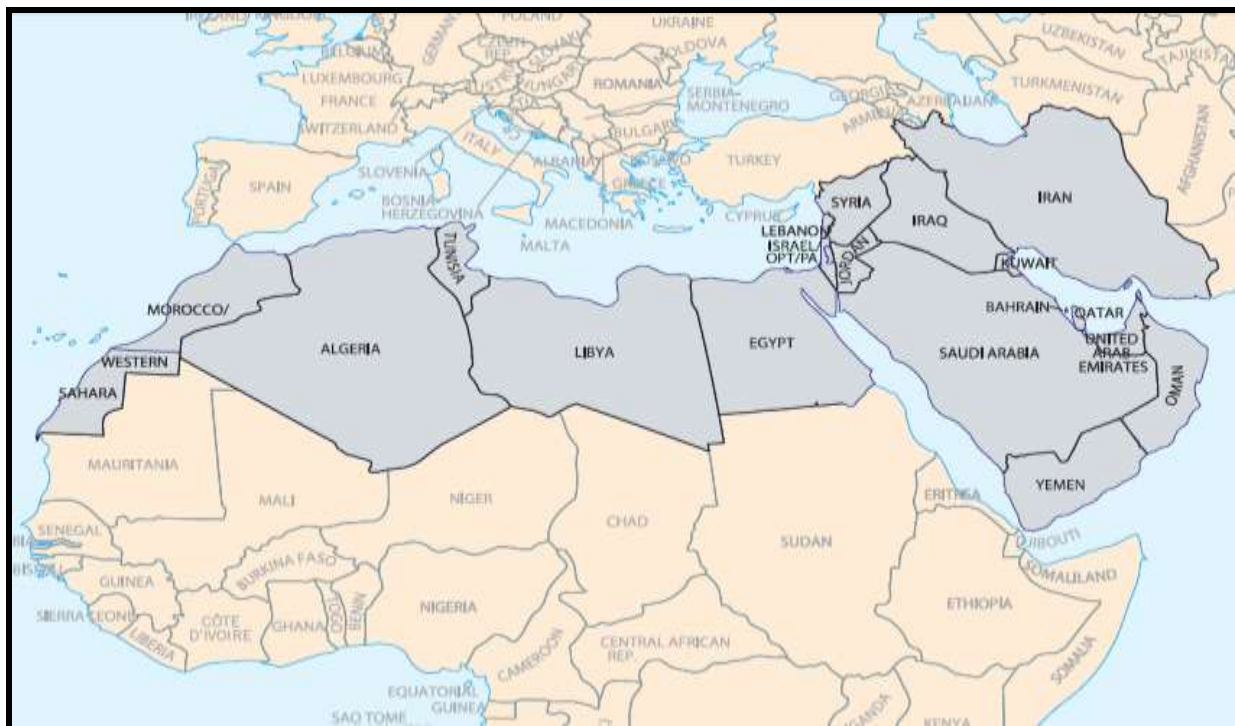 UKRAINE
UZBEKISTAN
GERMANY
MOLDOVA
TAJIKISTAN
BELGIUM
LUXEMBOURG
ROMANIA
TURKMENISTAN
SERBIA-
MONTENEGRO
GEORGIA
AZERBAIJAN
FRANCE
SWITZERLAND
ITALY
ALBANIA
KOSOVO
TURKEY
AFGHANISTAN
GREECE
SLOVENIA
PORTUGAL
SPAIN
BOSNIA-
HERZEGOVINA
MACEDONIA
MALTA
CYPRUS
SYRIA
IRAQ
IRAN
LEBANON
ISRAEL/
OPT/PA
JORDAN
KUWAIT
TUNISIA
MOROCCO/
WESTERN
SAHARA
ALGERIA
LIBYA
EGYPT
BAHRAIN
QATAR
SAUDI ARABIA
UNITED
ARAB
EMIRATES
OMAN
YEMEN
MAURITANIA
MALI
NIGER
CHAD
SUDAN
ERITREA
DJIBOUTI
SENEGAL
BURKINA FASO
SOMALILAND
GUINEA
NIGERIA
ETHIOPIA
SIERRA LEONE
CÔTE
D'IVOIRE
GHANA
TOGO
BENIN
LIBERIA
CAMEROON
CENTRAL AFRICAN
REP.
SOMALIA
EQUATORIAL
GUINEA
SAO TOME
KENYA